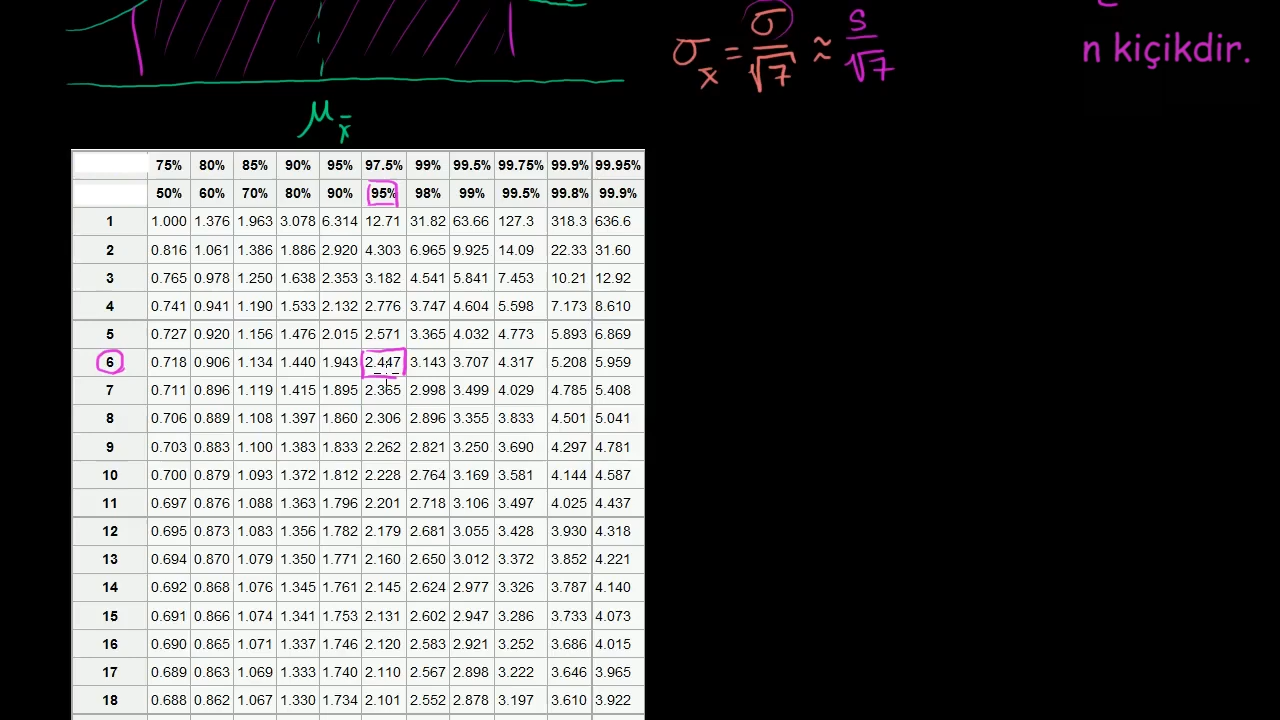 σx = σ/√7 ≈ s/√7
n kiçikdir.
μx̄
75% 80% 85% 90% 95% 97.5% 99% 99.5% 99.75% 99.9% 99.95%
50% 60% 70% 80% 90% 95% 98% 99% 99.5% 99.8% 99.9%
1 1.000 1.376 1.963 3.078 6.314 12.71 31.82 63.66 127.3 318.3 636.6
2 0.816 1.061 1.386 1.886 2.920 4.303 6.965 9.925 14.09 22.33 31.60
3 0.765 0.978 1.250 1.638 2.353 3.182 4.541 5.841 7.453 10.21 12.92
4 0.741 0.941 1.190 1.533 2.132 2.776 3.747 4.604 5.598 7.173 8.610
5 0.727 0.920 1.156 1.476 2.015 2.571 3.365 4.032 4.773 5.893 6.869
6 0.718 0.906 1.134 1.440 1.943 2.447 3.143 3.707 4.317 5.208 5.959
7 0.711 0.896 1.119 1.415 1.895 2.365 2.998 3.499 4.029 4.785 5.408
8 0.706 0.889 1.108 1.397 1.860 2.306 2.896 3.355 3.833 4.501 5.041
9 0.703 0.883 1.100 1.383 1.833 2.262 2.821 3.250 3.690 4.297 4.781
10 0.700 0.879 1.093 1.372 1.812 2.228 2.764 3.169 3.581 4.144 4.587
11 0.697 0.876 1.088 1.363 1.796 2.201 2.718 3.106 3.497 4.025 4.437
12 0.695 0.873 1.083 1.356 1.782 2.179 2.681 3.055 3.428 3.930 4.318
13 0.694 0.870 1.079 1.350 1.771 2.160 2.650 3.012 3.372 3.852 4.221
14 0.692 0.868 1.076 1.345 1.761 2.145 2.624 2.977 3.326 3.787 4.140
15 0.691 0.866 1.074 1.341 1.753 2.131 2.602 2.947 3.286 3.733 4.073
16 0.690 0.865 1.071 1.337 1.746 2.120 2.583 2.921 3.252 3.686 4.015
17 0.689 0.863 1.069 1.333 1.740 2.110 2.567 2.898 3.222 3.646 3.965
18 0.688 0.862 1.067 1.330 1.734 2.101 2.552 2.878 3.197 3.610 3.922